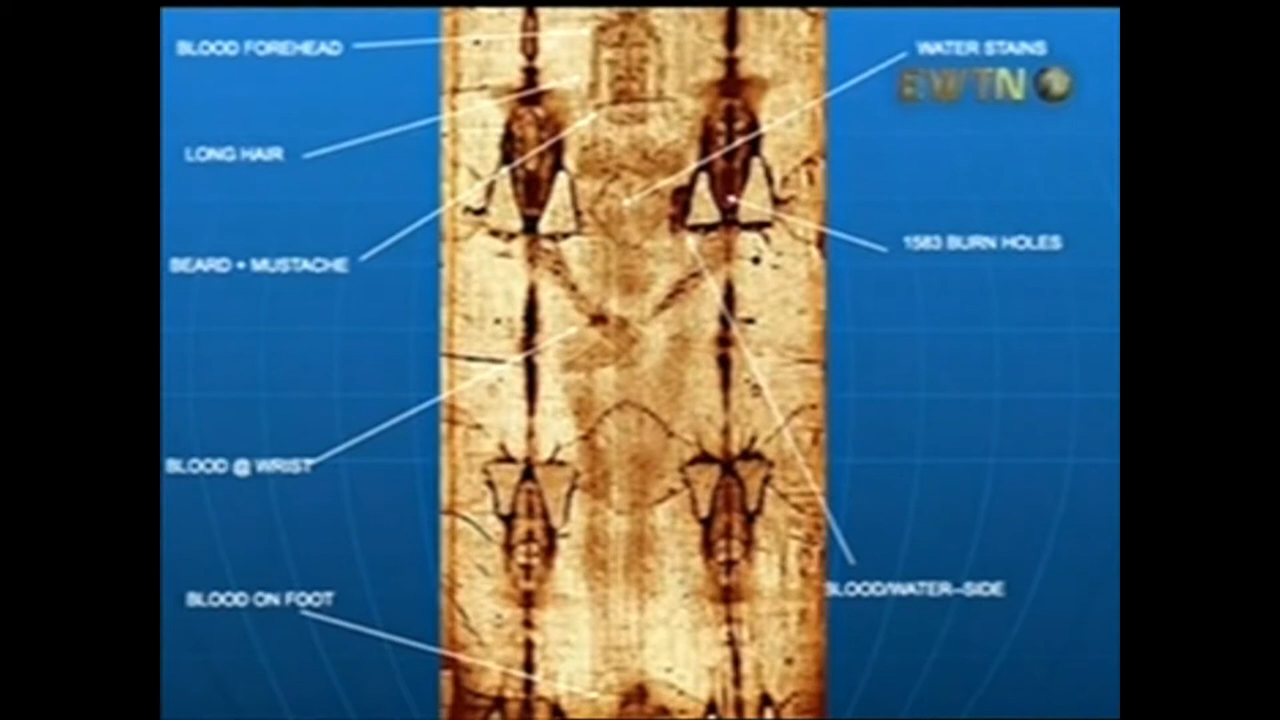 BLOOD FOREHEAD
WATER STAINS
EWTN
LONG HAIR
BEARD + MUSTACHE
1583 BURN HOLES
BLOOD @ WRIST
BLOOD/WATER--SIDE
BLOOD ON FOOT